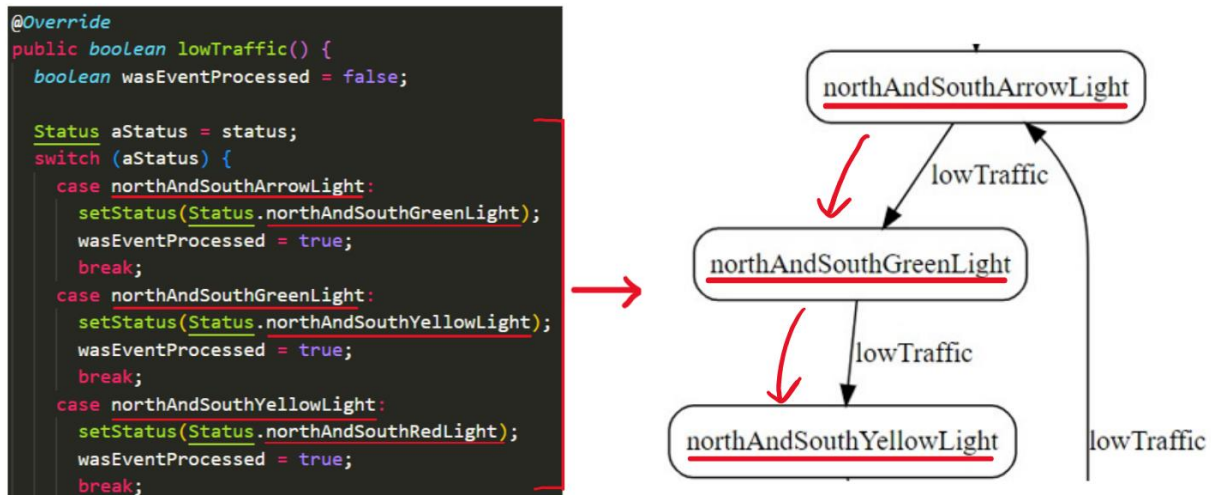 @Override
public boolean lowTraffic() {
boolean wasEventProcessed = false;
Status aStatus = status;
switch (aStatus) {
case northAndSouthArrowLight:
setStatus(Status.northAndSouthGreenLight);
wasEventProcessed = true;
break;
case northAndSouthGreenLight:
setStatus(Status.northAndSouthYellowLight);
wasEventProcessed = true;
break;
case northAndSouthYellowLight:
setStatus(Status.northAndSouthRedLight);
wasEventProcessed = true;
break;
northAndSouthArrowLight
lowTraffic
northAndSouthGreenLight
lowTraffic
northAndSouthYellowLight
lowTraffic